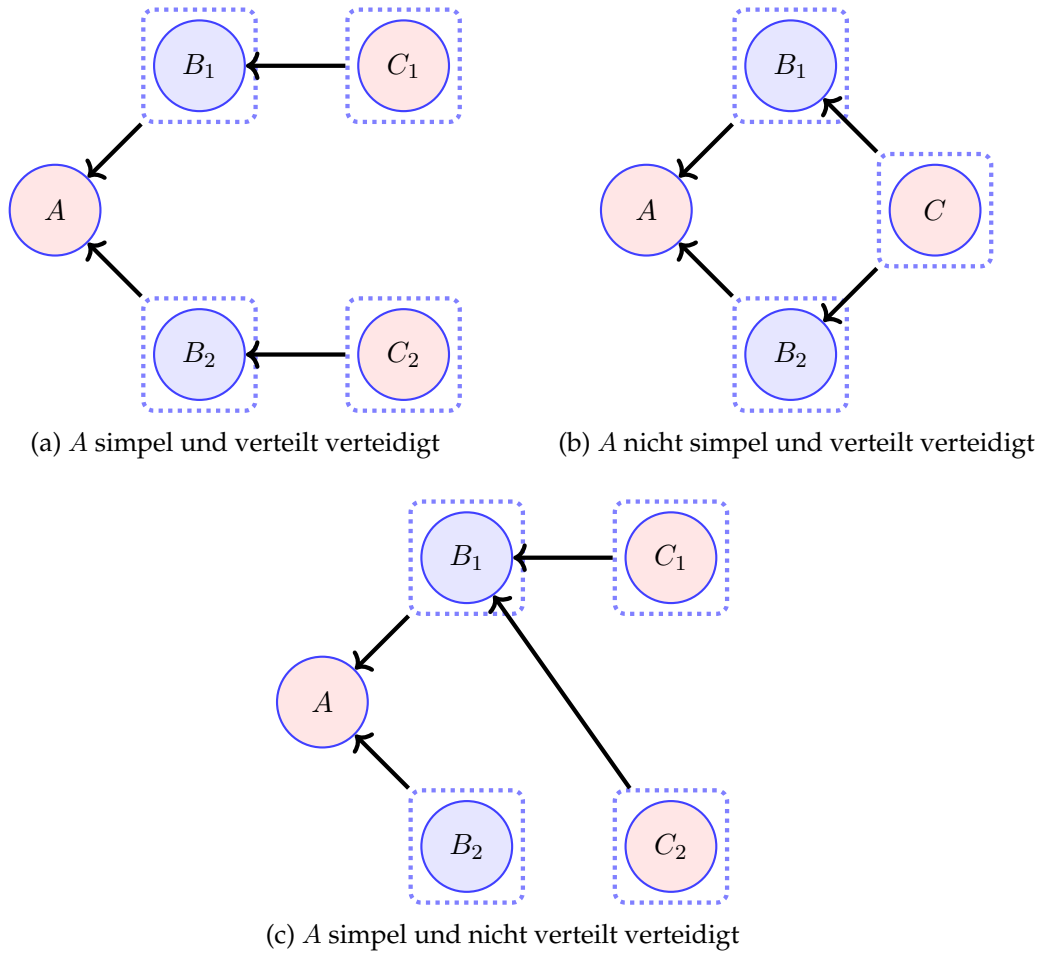 B₁ C₁
A
B₂ C₂
(a) A simpel und verteilt verteidigt
B₁
A C
B₂
(b) A nicht simpel und verteilt verteidigt
B₁ C₁
A
B₂ C₂
(c) A simpel und nicht verteilt verteidigt